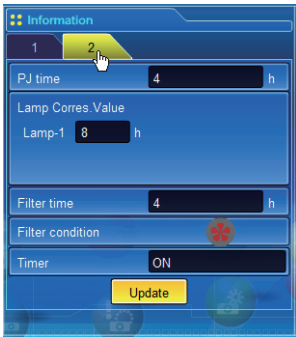 Information
1 2
PJ time 4 h
Lamp Corres.Value
Lamp-1 8 h
Filter time 4 h
Filter condition
Timer ON
Update